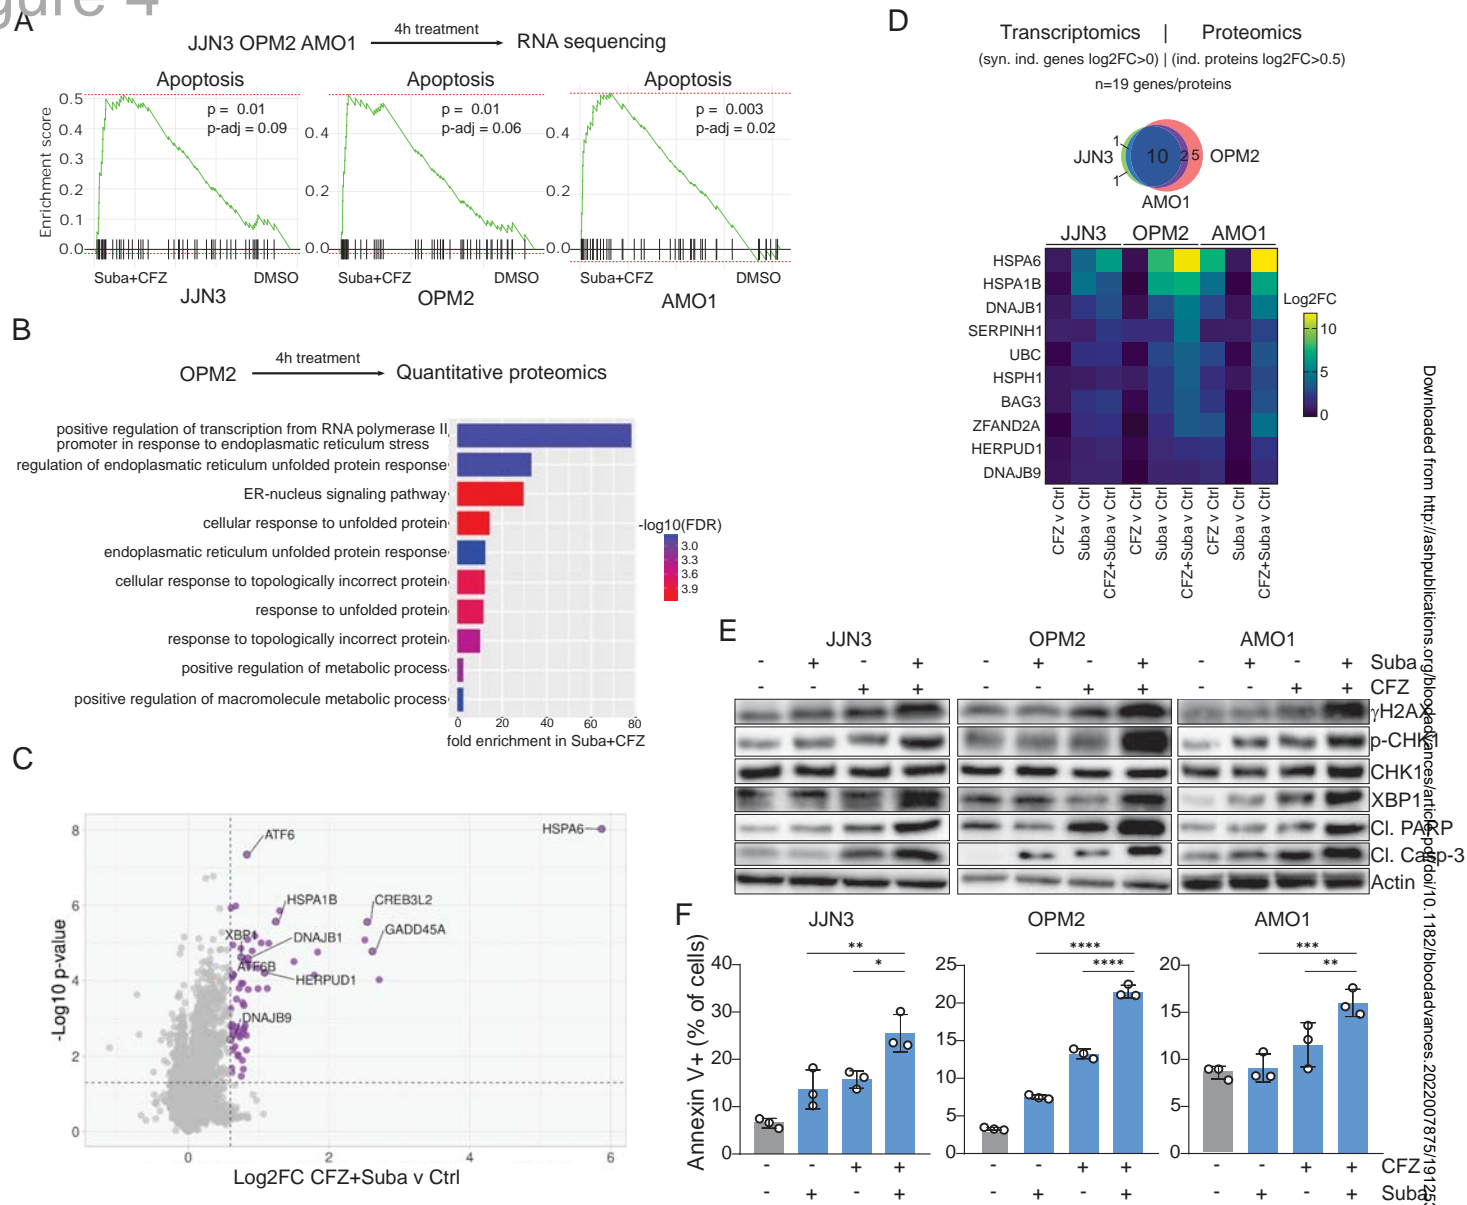 gure 4
A
JJN3 OPM2 AMO1
4h treatment
RNA sequencing
Apoptosis
Apoptosis
Apoptosis
Enrichment score
0.5
0.4
0.3
0.2
0.1
0.0
p = 0.01
p-adj = 0.09
0.4
0.2
0.0
p = 0.01
p-adj = 0.06
0.4
0.2
0.0
p = 0.003
p-adj = 0.02
Suba+CFZ
DMSO
Suba+CFZ
DMSO
Suba+CFZ
DMSO
JJN3
OPM2
AMO1
B
OPM2
4h treatment
Quantitative proteomics
positive regulation of transcription from RNA polymerase II
promoter in response to endoplasmatic reticulum stress
regulation of endoplasmatic reticulum unfolded protein response
ER-nucleus signaling pathway
cellular response to unfolded protein
endoplasmatic reticulum unfolded protein response
cellular response to topologically incorrect protein
response to unfolded protein
response to topologically incorrect protein
positive regulation of metabolic process
positive regulation of macromolecule metabolic process
0 20 40 60 80
fold enrichment in Suba+CFZ
-log10(FDR)
3.0
3.3
3.6
3.9
C
-Log10 p-value
8
6
4
2
0
0 2 4 6
Log2FC CFZ+Suba v Ctrl
ATF6
HSPA6
HSPA1B
CREB3L2
XBP1
DNAJB1
GADD45A
ATF6B
HERPUD1
DNAJB9
D
Transcriptomics | Proteomics
(syn. ind. genes log2FC>0) | (ind. proteins log2FC>0.5)
n=19 genes/proteins
1
JJN3
10
2
5
OPM2
1
AMO1
JJN3 OPM2 AMO1
HSPA6
HSPA1B
DNAJB1
SERPINH1
UBC
HSPH1
BAG3
ZFAND2A
HERPUD1
DNAJB9
Log2FC
10
5
0
CFZ v Ctrl
Suba v Ctrl
CFZ+Suba v Ctrl
CFZ v Ctrl
Suba v Ctrl
CFZ+Suba v Ctrl
CFZ v Ctrl
Suba v Ctrl
CFZ+Suba v Ctrl
E
JJN3 OPM2 AMO1
- + - + - + - + - + - + Suba
- - + + - - + + - - + + CFZ
γH2AX
p-CHK1
CHK1
XBP1
Cl. PARP
Cl. Casp-3
Actin
F
JJN3
OPM2
AMO1
Annexin V+ (% of cells)
40
30
20
10
0
**
*
25
20
15
10
5
0
****
****
20
15
10
5
0
***
**
- - + + - - + + - - + + CFZ
- + - + - + - + - + - + Suba
Downloaded from http://ashpublications.org/bloodadvances/article-pdf/doi/10.1182/bloodadvances.2022007875/191253